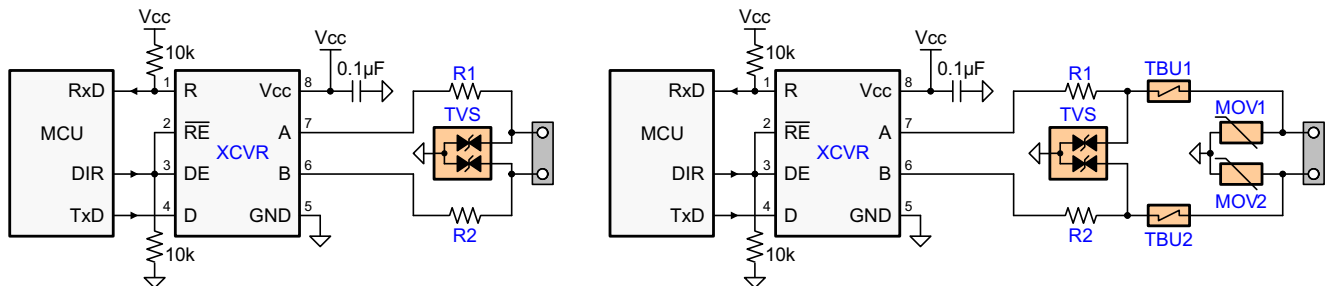 Vcc
10k
Vcc
0.1µF
R1
RxD
1
R
Vcc
8
TVS
MCU
2
RE
A
7
XCVR
DIR
3
DE
B
6
TxD
4
D
GND
5
R2
10k
Vcc
10k
Vcc
0.1µF
R1
TBU1
RxD
1
R
Vcc
8
TVS
MOV1
MCU
2
RE
A
7
XCVR
DIR
3
DE
B
6
MOV2
TxD
4
D
GND
5
R2
TBU2
10k